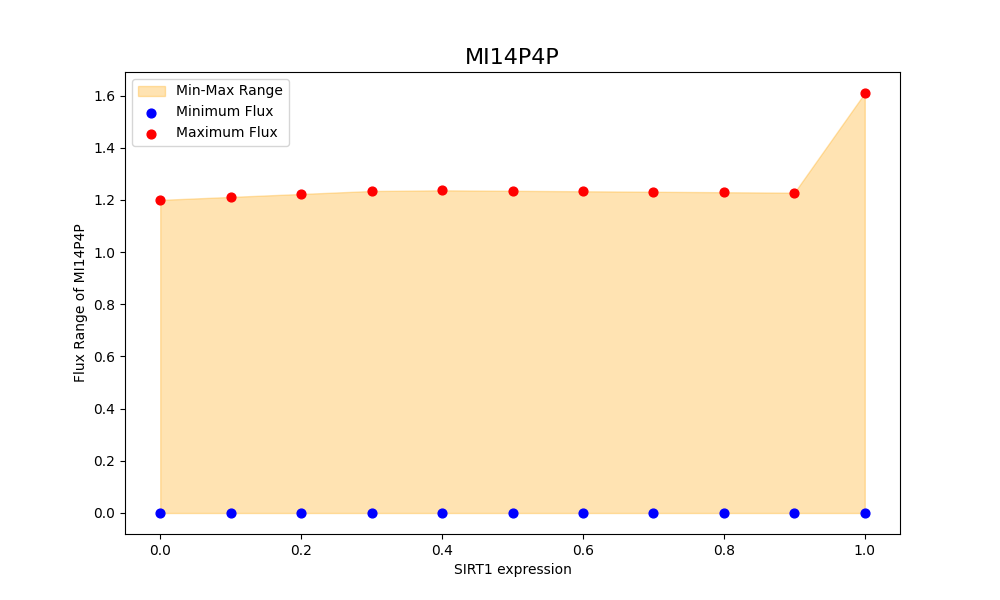 MI14P4P
Min-Max Range
Minimum Flux
Maximum Flux
Flux Range of MI14P4P
1.6
1.4
1.2
1.0
0.8
0.6
0.4
0.2
0.0
0.0 0.2 0.4 0.6 0.8 1.0
SIRT1 expression